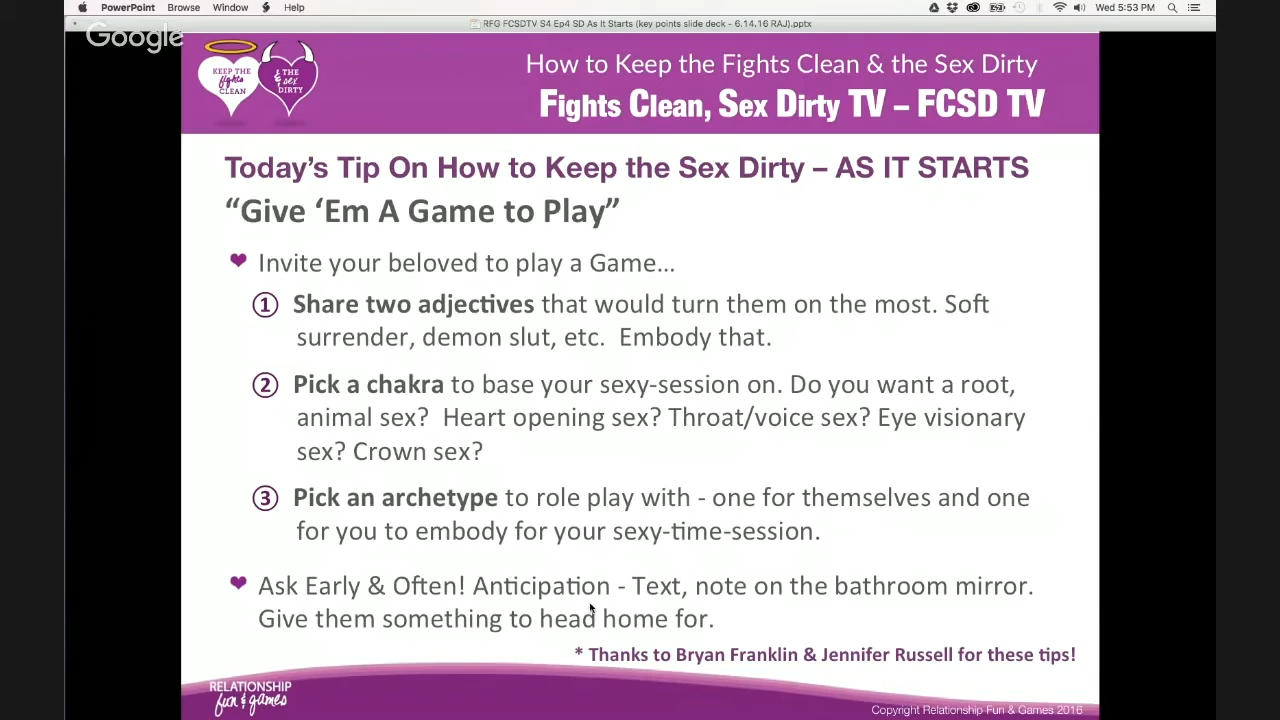 PowerPoint Browse Window Help Wed 5:53 PM
RFG FCSDTV S4 Ep4 SD As It Starts (key points slide deck - 6.14.16 RAJ).pptx
Google
KEEP THE fights CLEAN
& THE sex DIRTY
How to Keep the Fights Clean & the Sex Dirty
Fights Clean, Sex Dirty TV – FCSD TV
Today's Tip On How to Keep the Sex Dirty – AS IT STARTS
“Give ‘Em A Game to Play”
Invite your beloved to play a Game…
① Share two adjectives that would turn them on the most. Soft
surrender, demon slut, etc. Embody that.
② Pick a chakra to base your sexy-session on. Do you want a root,
animal sex? Heart opening sex? Throat/voice sex? Eye visionary
sex? Crown sex?
③ Pick an archetype to role play with - one for themselves and one
for you to embody for your sexy-time-session.
Ask Early & Often! Anticipation - Text, note on the bathroom mirror.
Give them something to head home for.
* Thanks to Bryan Franklin & Jennifer Russell for these tips!
RELATIONSHIP
fun & games
Copyright Relationship Fun & Games 2016